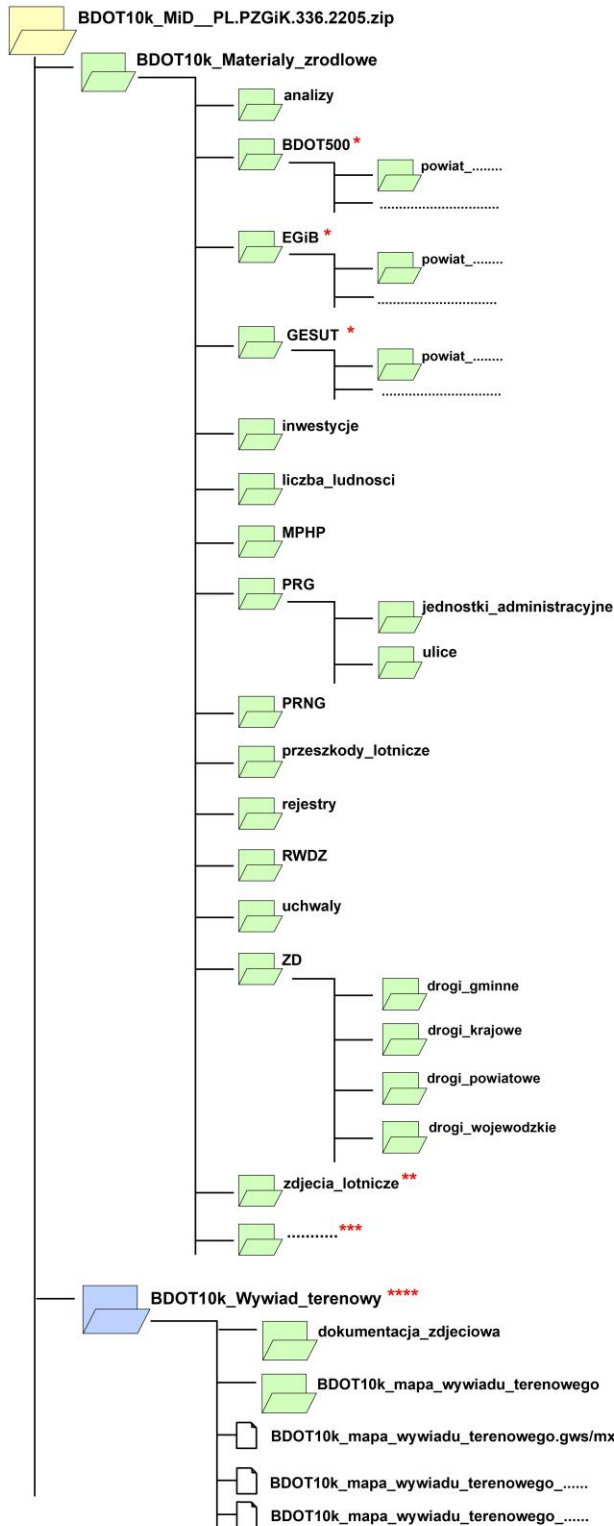 BDOT10k_MiD__PL.PZGiK.336.2205.zip
BDOT10k_Materialy_zrodlowe
analizy
BDOT500 *
powiat_........
..............................
EGiB *
powiat_........
..............................
GESUT *
powiat_........
..............................
inwestycje
liczba_ludnosci
MPHP
PRG
jednostki_administracyjne
ulice
PRNG
przeszkody_lotnicze
rejestry
RWDZ
uchwaly
ZD
drogi_gminne
drogi_krajowe
drogi_powiatowe
drogi_wojewodzkie
zdjecia_lotnicze **
........... ***
BDOT10k_Wywiad_terenowy ****
dokumentacja_zdjeciowa
BDOT10k_mapa_wywiadu_terenowego
BDOT10k_mapa_wywiadu_terenowego.gws/mx
BDOT10k_mapa_wywiadu_terenowego_......
BDOT10k_mapa_wywiadu_terenowego_......